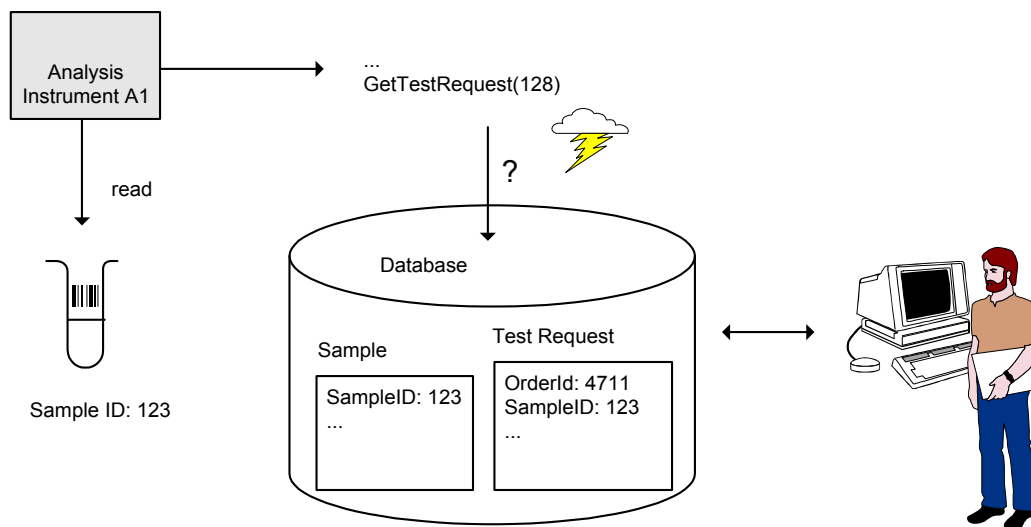 Analysis
Instrument A1
...
GetTestRequest(128)
?
read
Database
Sample
Test Request
SampleID: 123
...
OrderId: 4711
SampleID: 123
...
Sample ID: 123